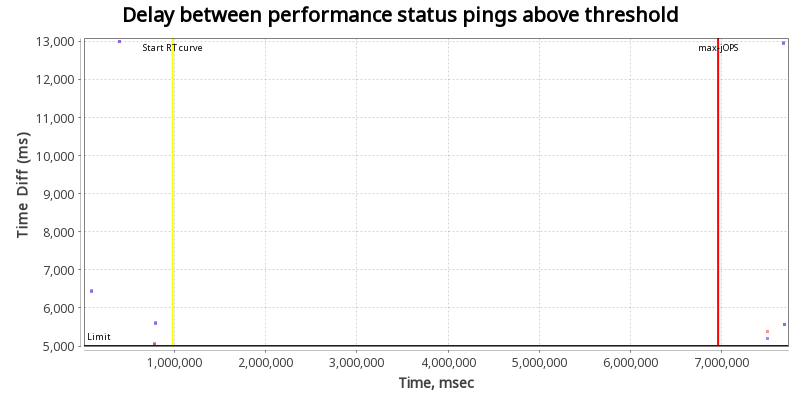 Delay between performance status pings above threshold
13,000
12,000
11,000
10,000
9,000
8,000
7,000
6,000
5,000
Time Diff (ms)
Start RT curve
max-jOPS
Limit
1,000,000
2,000,000
3,000,000
4,000,000
5,000,000
6,000,000
7,000,000
Time, msec